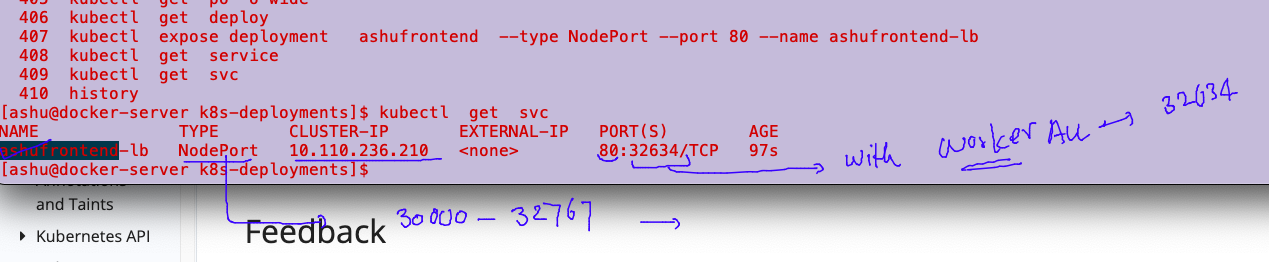 405 kubectl get po -o wide
406 kubectl get deploy
407 kubectl expose deployment ashufrontend --type NodePort --port 80 --name ashufrontend-lb
408 kubectl get service
409 kubectl get svc
410 history
[ashu@docker-server k8s-deployments]$ kubectl get svc
NAME TYPE CLUSTER-IP EXTERNAL-IP PORT(S) AGE
ashufrontend-lb NodePort 10.110.236.210 <none> 80:32634/TCP 97s
[ashu@docker-server k8s-deployments]$
with worker All → 32634
and Taints
30000 - 32767 →
Kubernetes API
Feedback